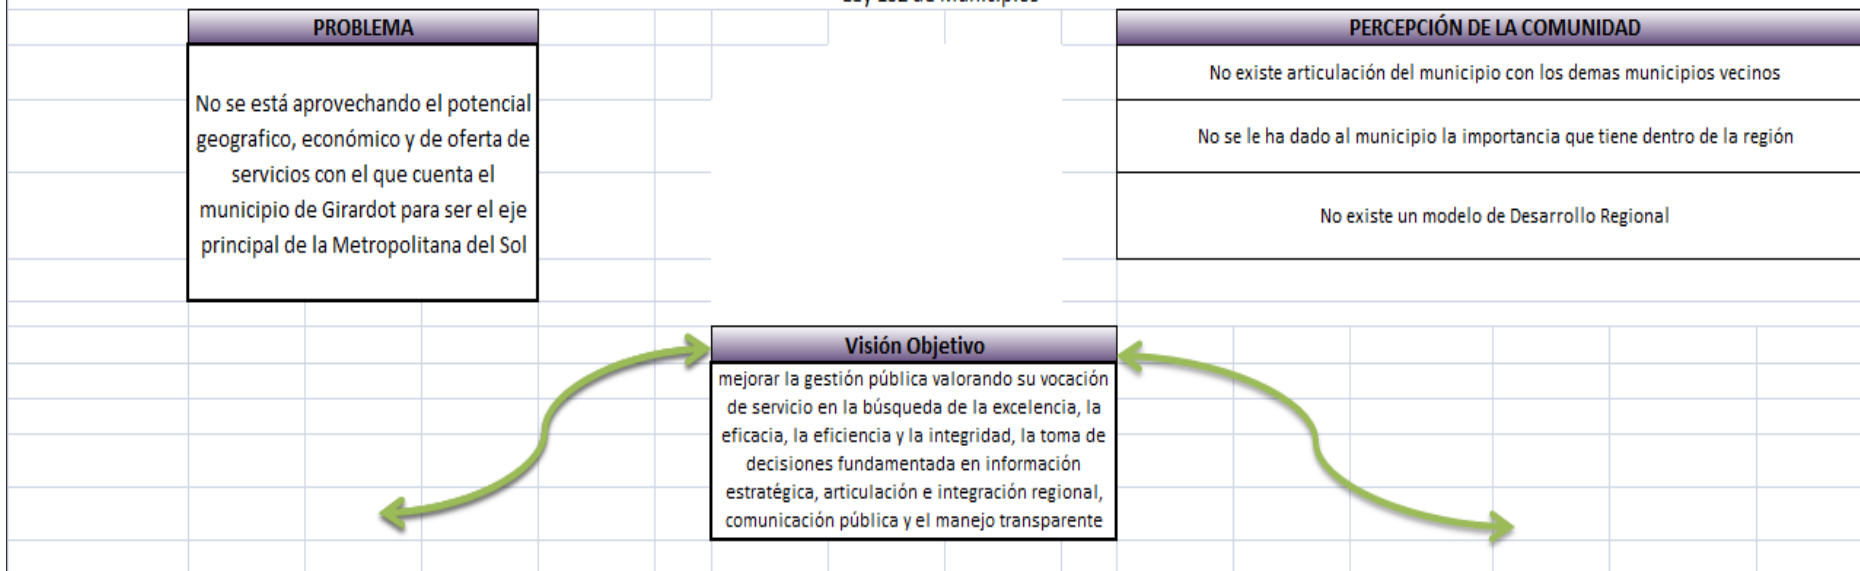 de Municipios
PROBLEMA
No se está aprovechando el potencial
geografico, económico y de oferta de
servicios con el que cuenta el
municipio de Girardot para ser el eje
principal de la Metropolitana del Sol
PERCEPCIÓN DE LA COMUNIDAD
No existe articulación del municipio con los demas municipios vecinos
No se le ha dado al municipio la importancia que tiene dentro de la región
No existe un modelo de Desarrollo Regional
Visión Objetivo
mejorar la gestión pública valorando su vocación
de servicio en la búsqueda de la excelencia, la
eficacia, la eficiencia y la integridad, la toma de
decisiones fundamentada en información
estratégica, articulación e integración regional,
comunicación pública y el manejo transparente